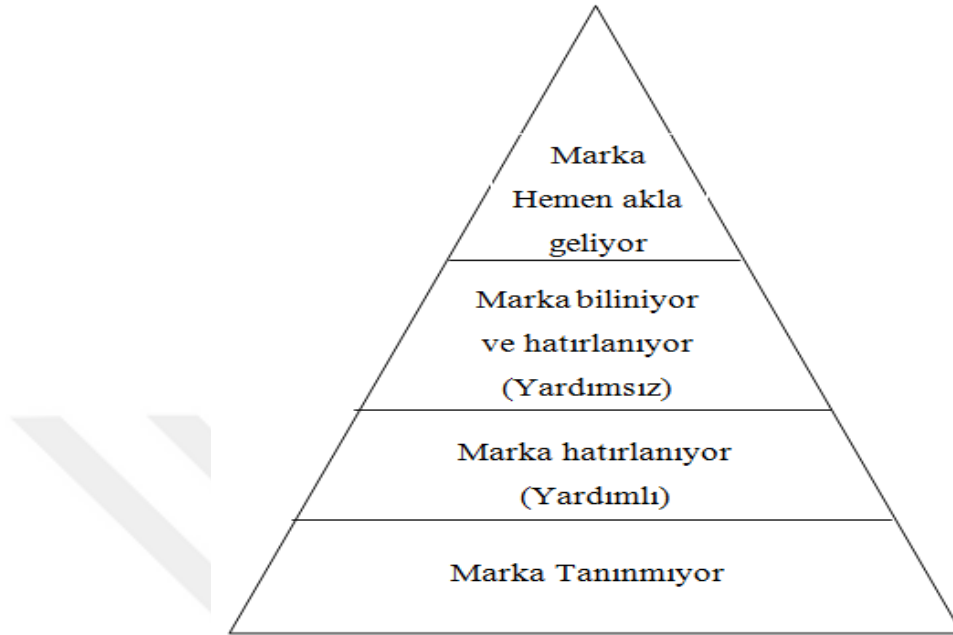 Marka
Hemen akla
geliyor
Marka biliniyor
ve hatırlanıyor
(Yardımsız)
Marka hatırlanıyor
(Yardımlı)
Marka Tanınmıyor